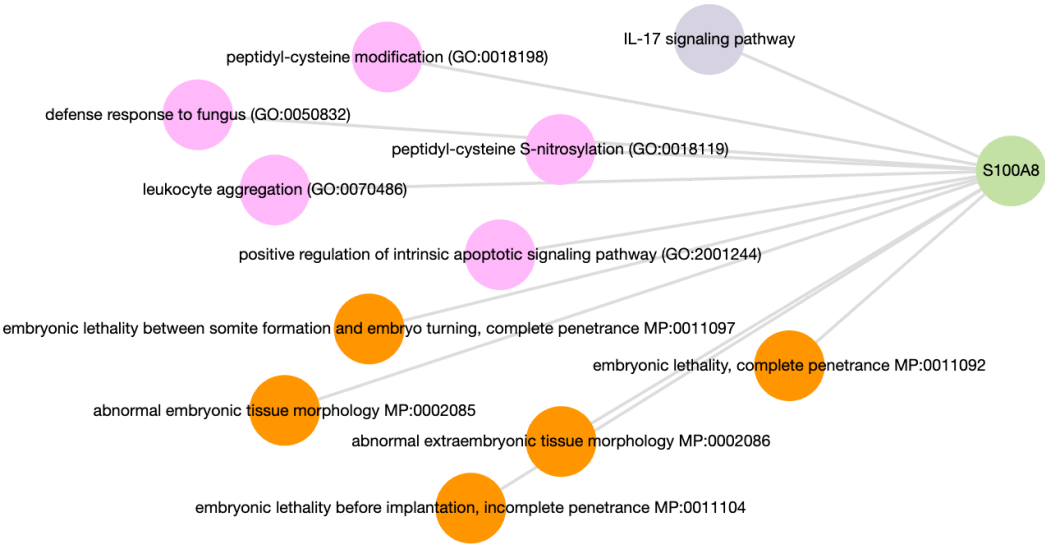 IL-17 signaling pathway
peptidyl-cysteine modification (GO:0018198)
defense response to fungus (GO:0050832)
peptidyl-cysteine S-nitrosylation (GO:0018119)
S100A8
leukocyte aggregation (GO:0070486)
positive regulation of intrinsic apoptotic signaling pathway (GO:2001244)
embryonic lethality between somite formation and embryo turning, complete penetrance MP:0011097
embryonic lethality, complete penetrance MP:0011092
abnormal embryonic tissue morphology MP:0002085
abnormal extraembryonic tissue morphology MP:0002086
embryonic lethality before implantation, incomplete penetrance MP:0011104